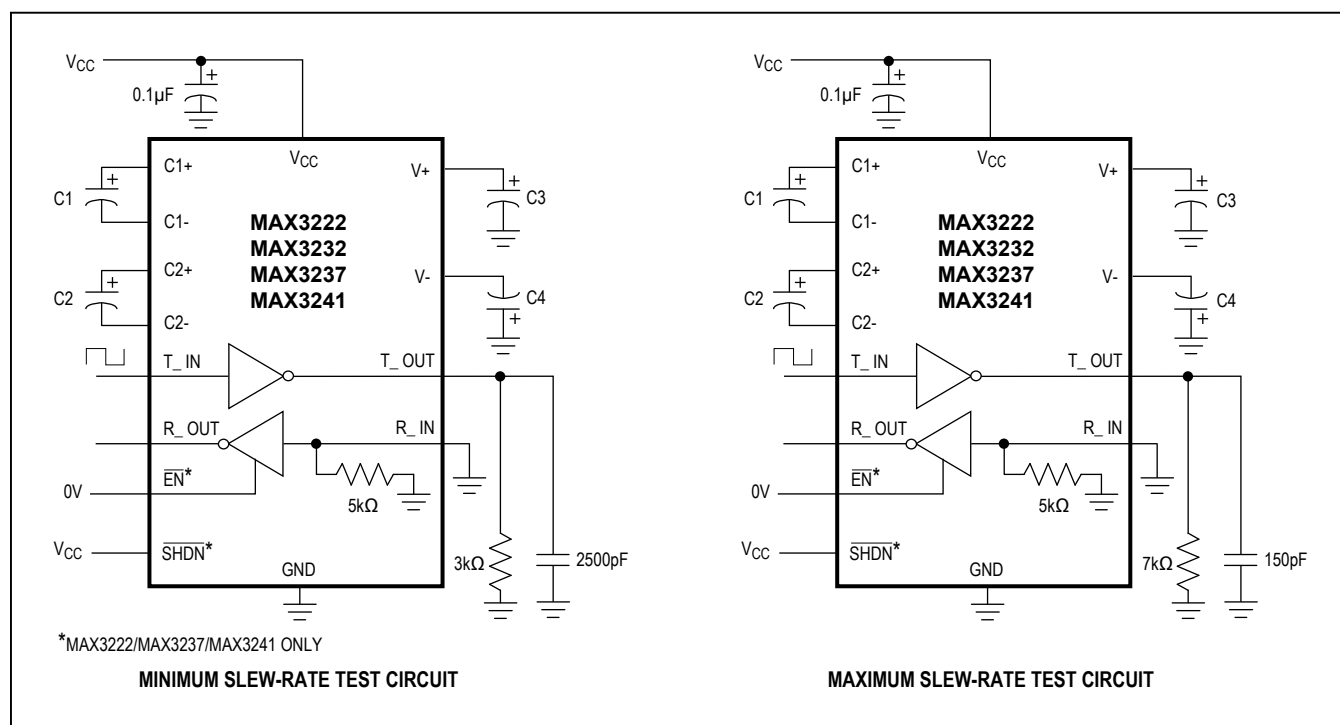 VCC
0.1µF
+
VCC
C1+
V+
C1
+
+
C3
C1-
MAX3222
MAX3232
MAX3237
MAX3241
C2+
V-
C2
+
C4
+
C2-
T_ IN
T_ OUT
R_ OUT
R_ IN
0V
EN*
5kΩ
VCC
SHDN*
GND
3kΩ
2500pF
*MAX3222/MAX3237/MAX3241 ONLY
MINIMUM SLEW-RATE TEST CIRCUIT
VCC
0.1µF
+
VCC
C1+
V+
C1
+
+
C3
C1-
MAX3222
MAX3232
MAX3237
MAX3241
C2+
V-
C2
+
C4
+
C2-
T_ IN
T_ OUT
R_ OUT
R_ IN
0V
EN*
5kΩ
VCC
SHDN*
GND
7kΩ
150pF
MAXIMUM SLEW-RATE TEST CIRCUIT